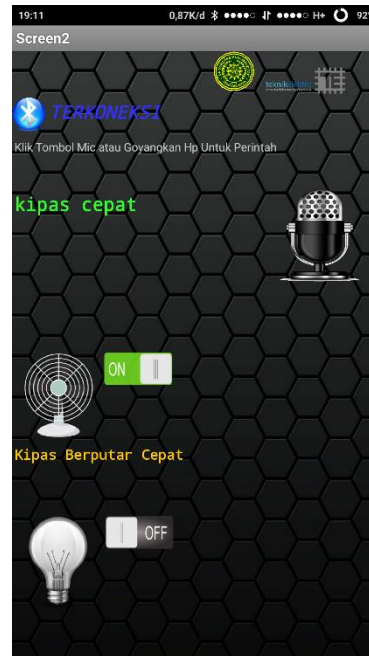 19:11 0,87K/d H+ 92
Screen2
teknikelektro
TERKONEKSI
Klik Tombol Mic atau Goyangkan Hp Untuk Perintah
kipas cepat
ON
Kipas Berputar Cepat
OFF